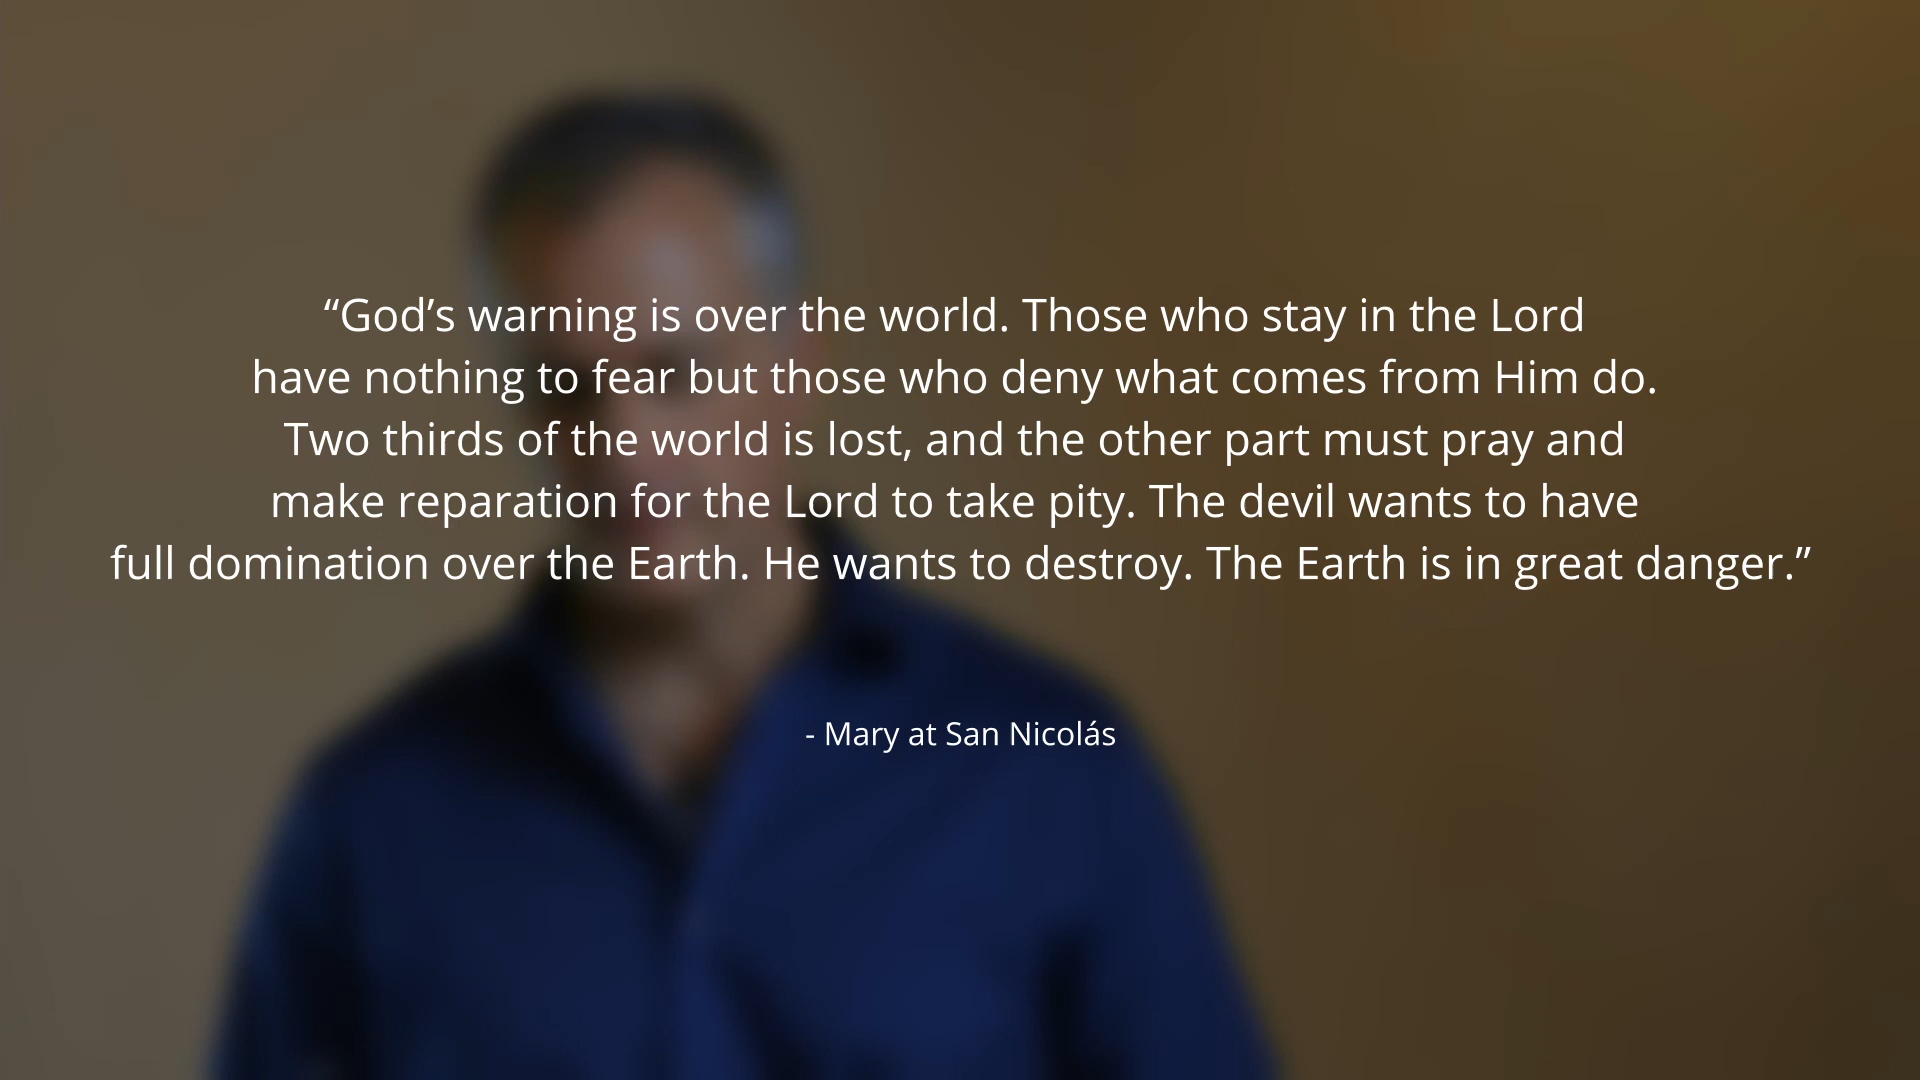 “God’s warning is over the world. Those who stay in the Lord
have nothing to fear but those who deny what comes from Him do.
Two thirds of the world is lost, and the other part must pray and
make reparation for the Lord to take pity. The devil wants to have
full domination over the Earth. He wants to destroy. The Earth is in great danger.”
- Mary at San Nicolás